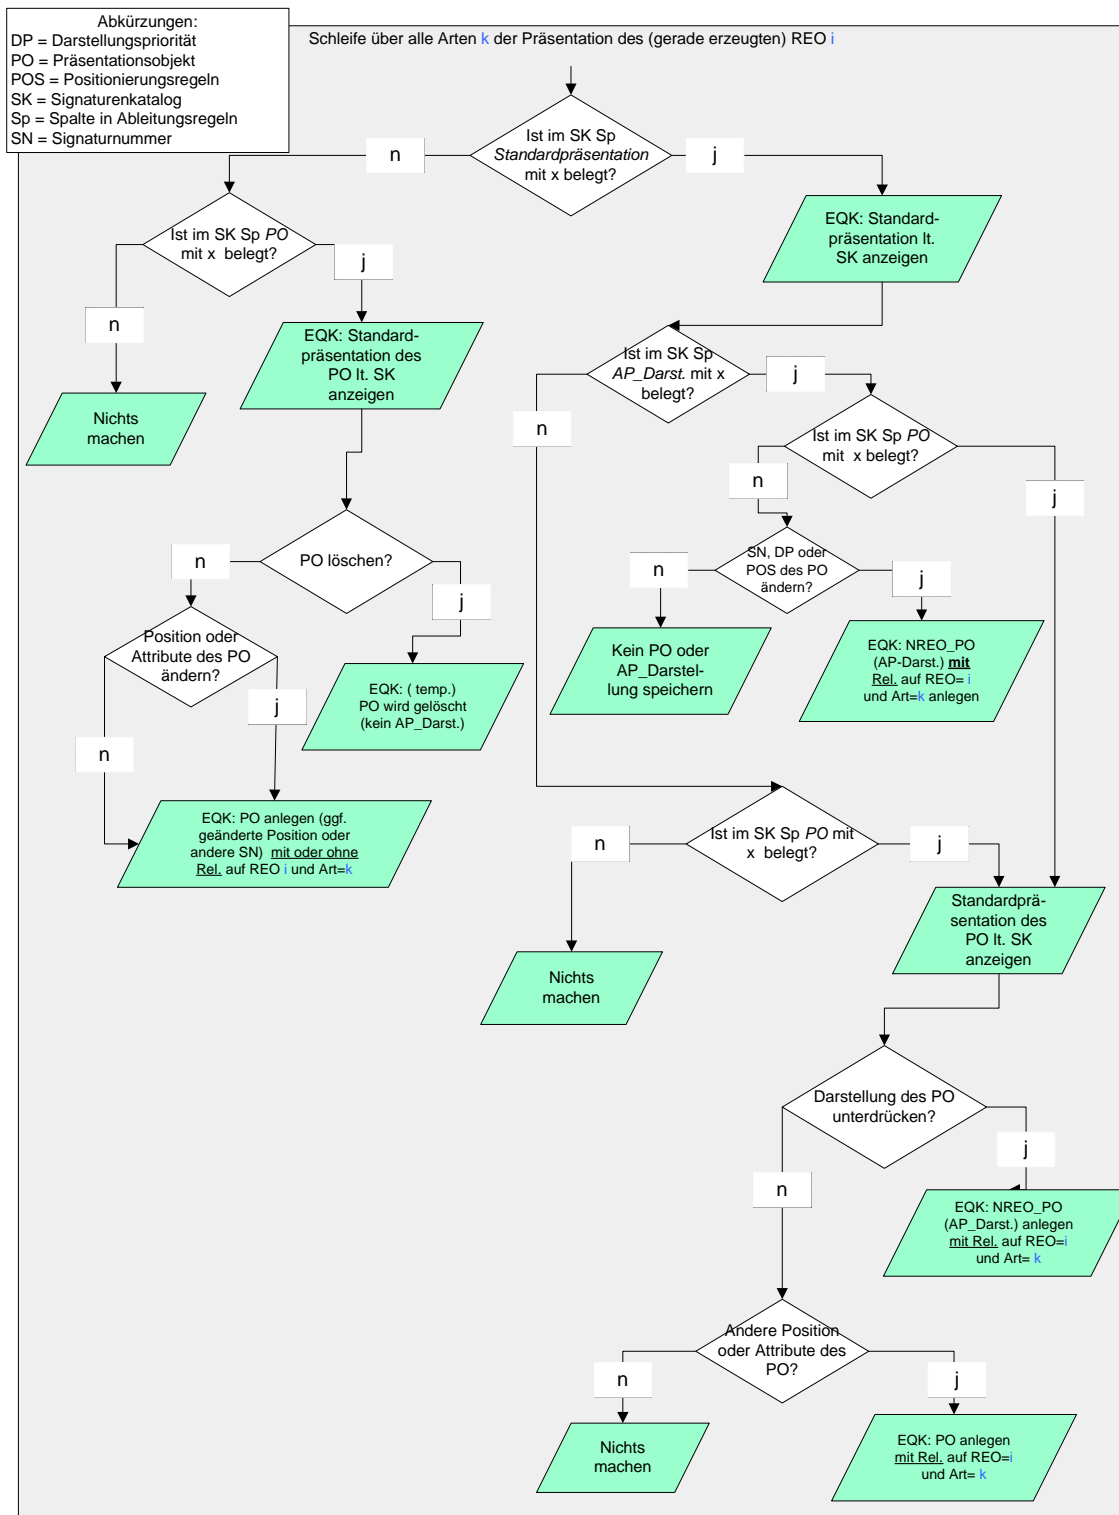 Abkürzungen:
DP = Darstellungspriorität
PO = Präsentationsobjekt
POS = Positionierungsregeln
SK = Signaturenkatalog
Sp = Spalte in Ableitungsregeln
SN = Signaturnummer
Schleife über alle Arten k der Präsentation des (gerade erzeugten) REO i
Ist im SK Sp
Standardpräsentation
mit x belegt?
n
j
Ist im SK Sp PO
mit x belegt?
EQK: Standard-
präsentation lt.
SK anzeigen
j
n
EQK: Standard-
präsentation des
PO lt. SK
anzeigen
Nichts
machen
Ist im SK Sp
AP_Darst. mit x
belegt?
j
n
Ist im SK Sp PO
mit x belegt?
n
j
PO löschen?
n
j
SN, DP oder
POS des PO
ändern?
n
j
Position oder
Attribute des PO
ändern?
n
j
EQK: ( temp.)
PO wird gelöscht
(kein AP_Darst.)
Kein PO oder
AP_Darstel-
lung speichern
EQK: NREO_PO
(AP-Darst.) mit
Rel. auf REO= i
und Art=k anlegen
EQK: PO anlegen (ggf.
geänderte Position oder
andere SN) mit oder ohne
Rel. auf REO i und Art=k
Ist im SK Sp PO mit
x belegt?
n
j
Nichts
machen
Standardprä-
sentation des
PO lt. SK
anzeigen
Darstellung des PO
unterdrücken?
j
n
EQK: NREO_PO
(AP_Darst.) anlegen
mit Rel. auf REO=i
und Art= k
Andere Position
oder Attribute des
PO?
n
j
Nichts
machen
EQK: PO anlegen
mit Rel. auf REO=i
und Art= k